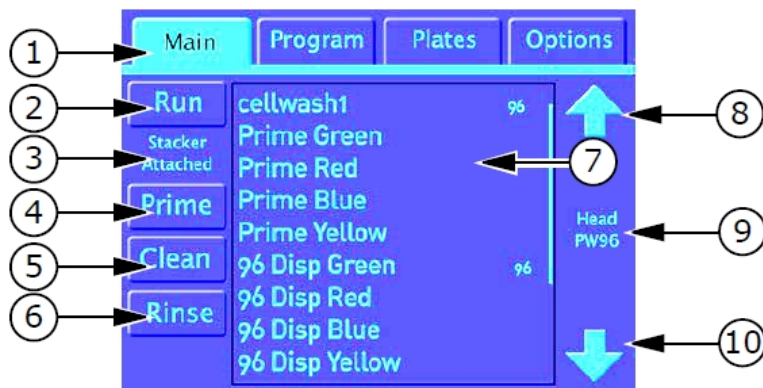 Main Program Plates Options
1
Run
2
Stacker
Attached
3
Prime
4
Clean
5
Rinse
6
cellwash1 96
Prime Green
Prime Red
Prime Blue
Prime Yellow
96 Disp Green 96
96 Disp Red
96 Disp Blue
96 Disp Yellow
7
8
Head
PW96
9
10